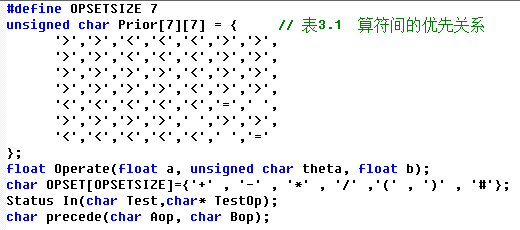 #define OPSETSIZE 7
unsigned char Prior[7][7] = {     // 表3.1  算符间的优先关系
'>','>','<','<','<','>','>',
'>','>','<','<','<','>','>',
'>','>','>','>','<','>','>',
'>','>','>','>','<','>','>',
'<','<','<','<','<','=',' ',
'>','>','>','>',' ','>','>',
'<','<','<','<','<',' ','='
};
float Operate(float a, unsigned char theta, float b);
char OPSET[OPSETSIZE]={'+' , '-' , '*' , '/' ,'(' , ')' , '#'};
Status In(char Test,char* TestOp);
char precede(char Aop, char Bop);